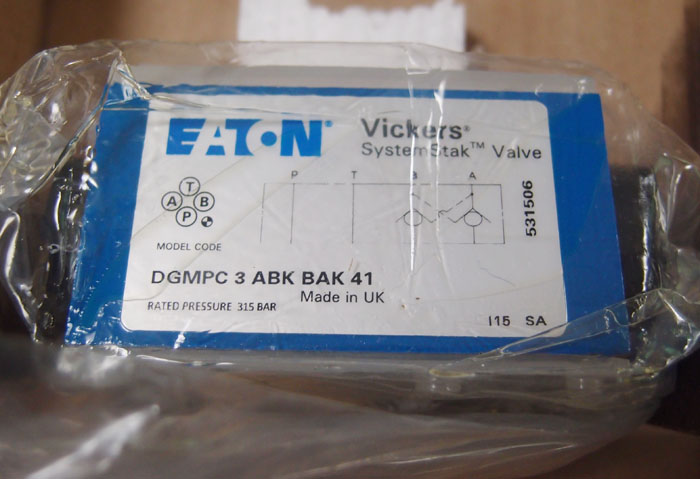 EATON® Vickers®
SystemStak™ Valve
P T B A
T
A B
P
531506
MODEL CODE
DGMPC 3 ABK BAK 41
Made in UK
RATED PRESSURE 315 BAR
I15 SA